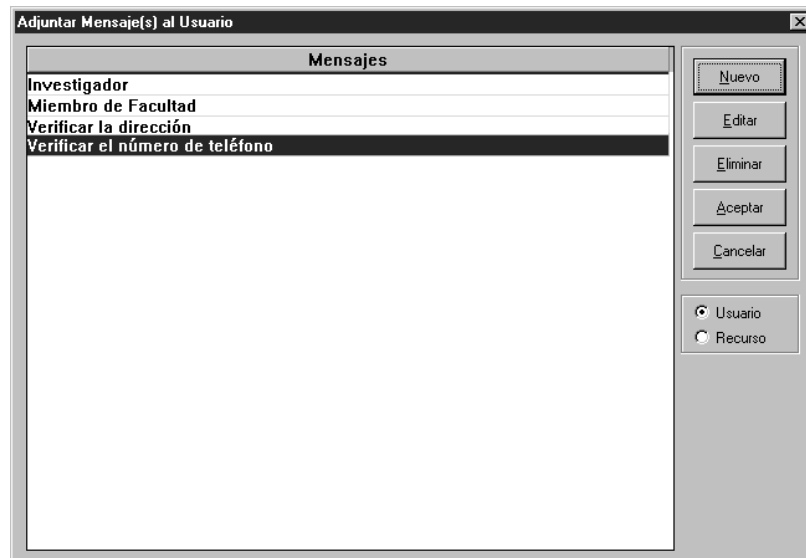 Adjuntar Mensaje(s) al Usuario
Mensajes
Investigador
Miembro de Facultad
Verificar la dirección
Verificar el número de teléfono
Nuevo
Editar
Eliminar
Aceptar
Cancelar
Usuario
Recurso